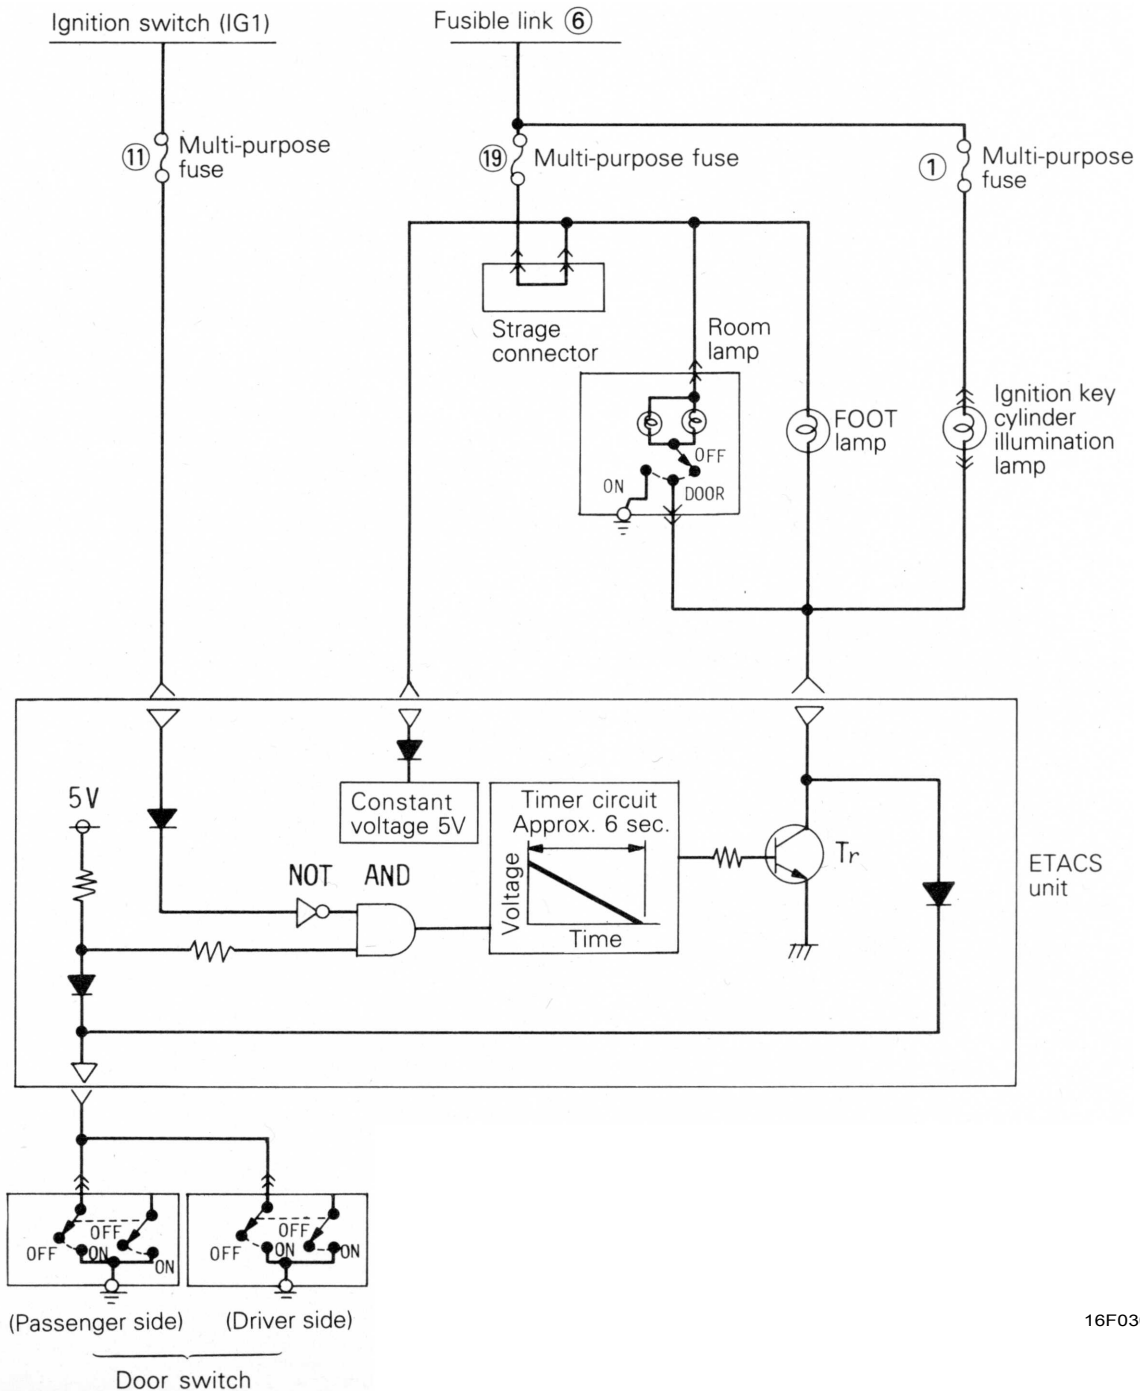 Ignition switch (IG1)
Fusible link ⑥
⑪
Multi-purpose
fuse
⑲
Multi-purpose fuse
①
Multi-purpose
fuse
Strage
connector
Room
lamp
OFF
ON
DOOR
FOOT
lamp
Ignition key
cylinder
illumination
lamp
5V
Constant
voltage 5V
Timer circuit
Approx. 6 sec.
Voltage
Time
Tr
NOT
AND
ETACS
unit
OFF
OFF
ON
ON
OFF
OFF
ON
ON
(Passenger side)
(Driver side)
Door switch